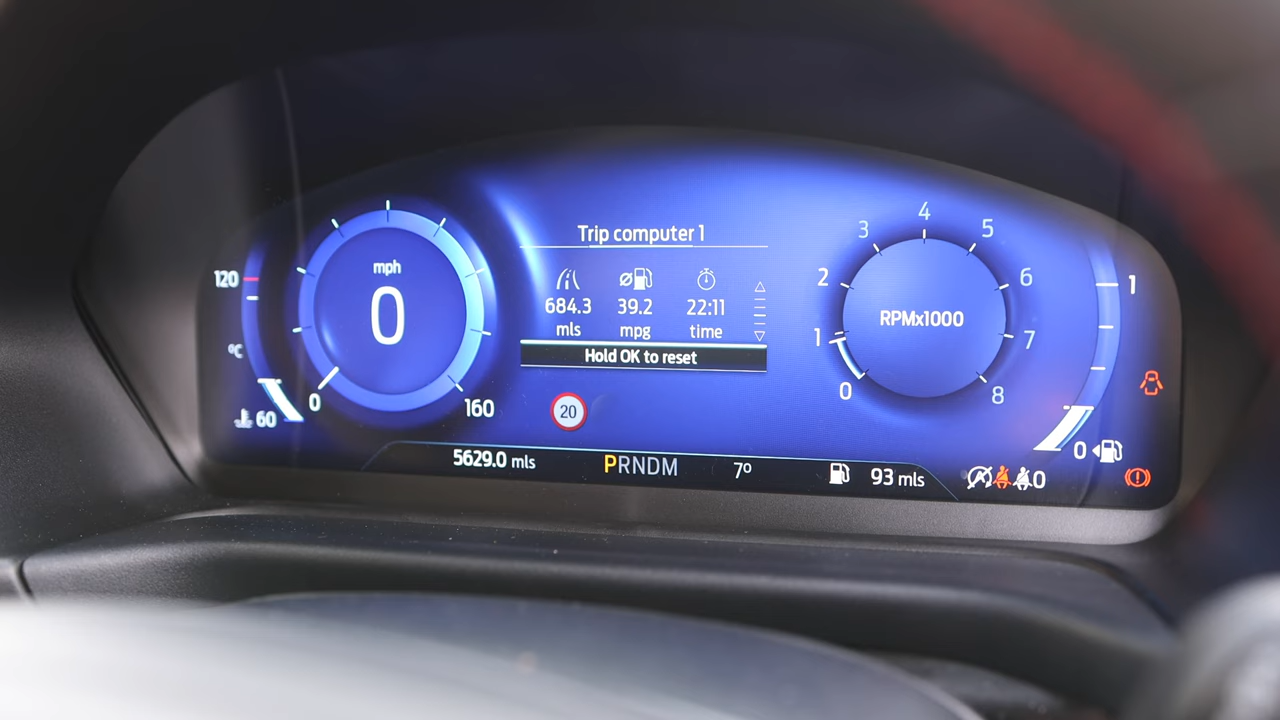 Trip computer 1
684.3 39.2 22:11
mls mpg time
Hold OK to reset
120
°C
60
mph
0
0 160
20
0 1 2 3 4 5 6 7 8
RPMx1000
1
0
5629.0 mls PRNDM 7° 93 mls
0